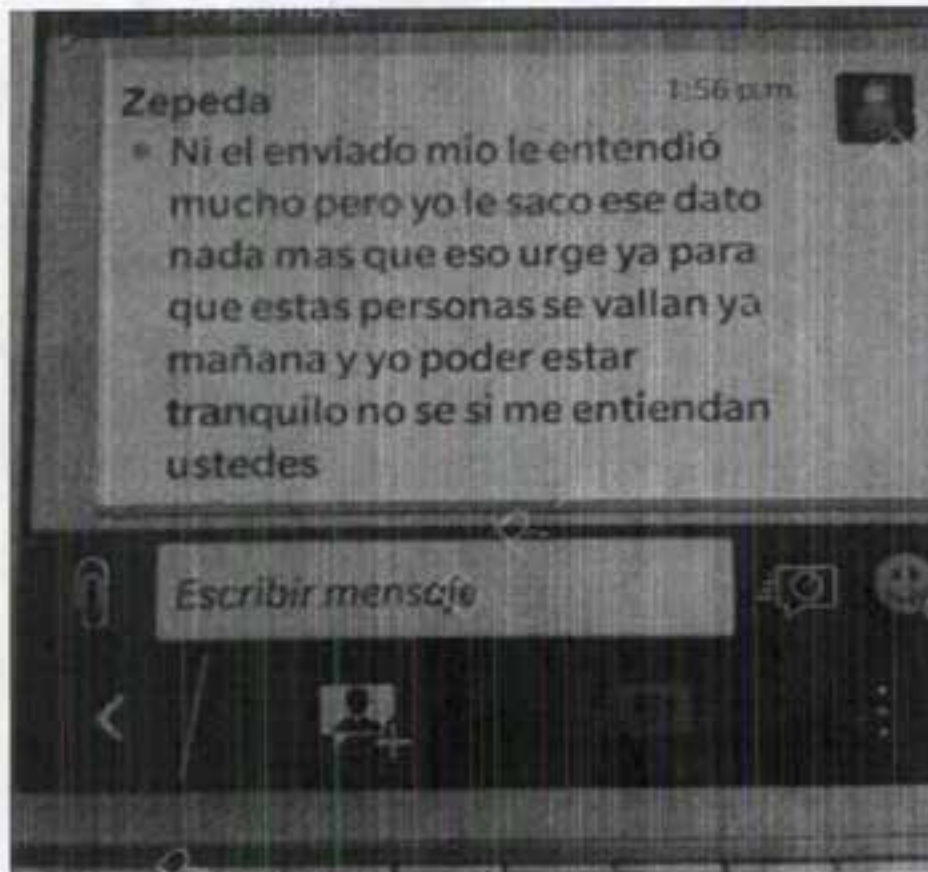 Zepeda
1:56 p.m.
Ni el enviado mio le entendió
mucho pero yo le saco ese dato
nada mas que eso urge ya para
que estas personas se vallan ya
mañana y yo poder estar
tranquilo no se si me entiendan
ustedes
Escribir mensaje